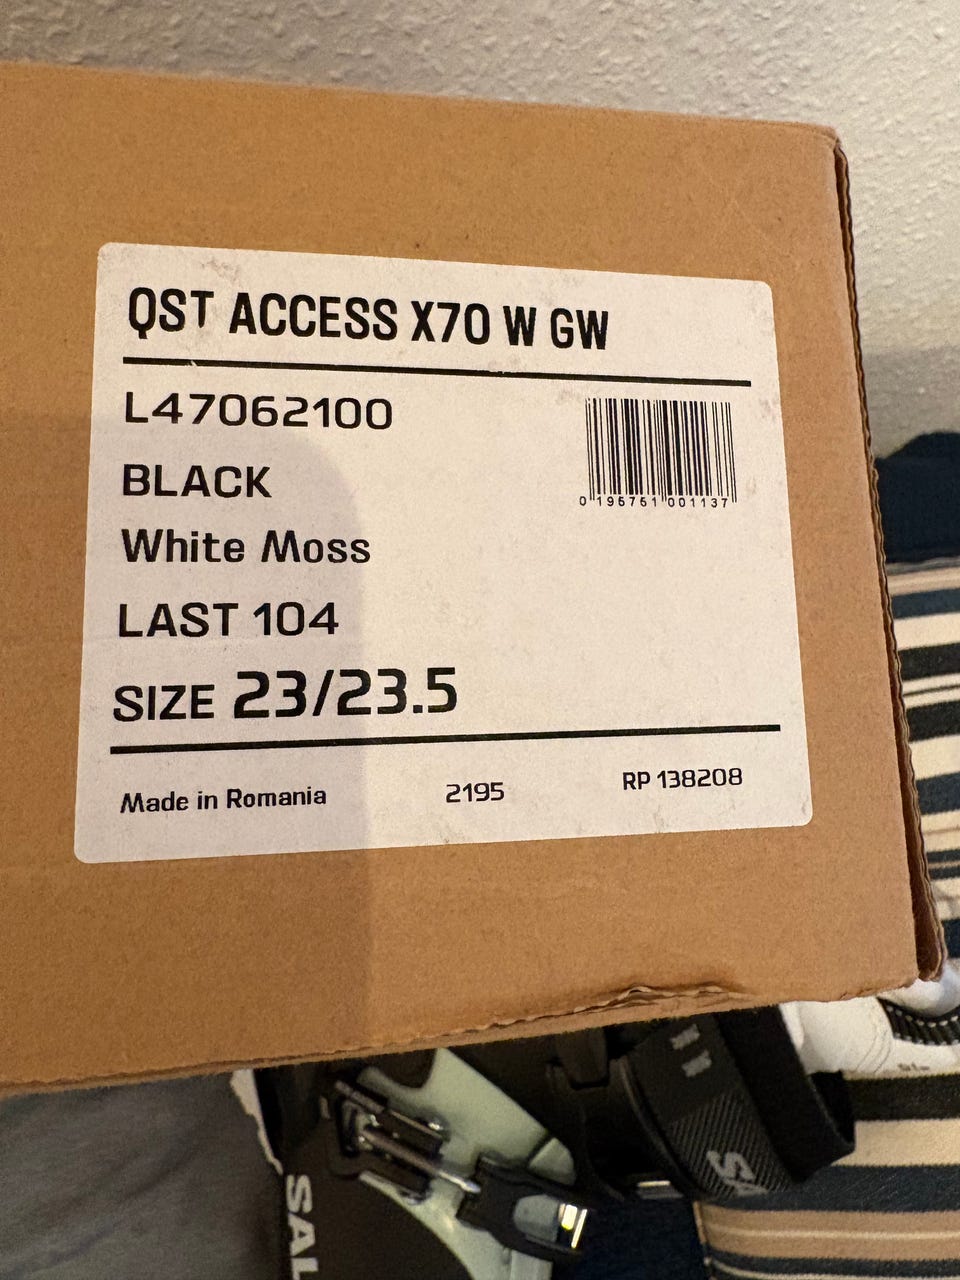 QST ACCESS X70 W GW
L47062100
BLACK
White Moss
LAST 104
SIZE 23/23.5
0 195751 001137
Made in Romania 2195 RP 138208
SAL
SA